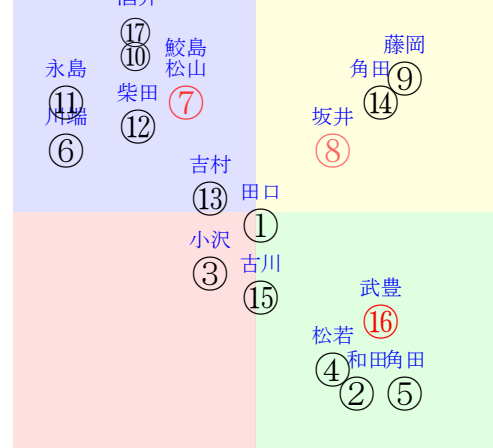 ⑰
鮫島
藤岡
⑩
永島
松山
角田
⑨
柴田
⑪
⑦
⑭
川端
坂井
⑫
⑥
⑧
吉村
田口
⑬
①
小沢
古川
③
⑮
武豊
⑯
松若
和田
角田
④
②
⑤